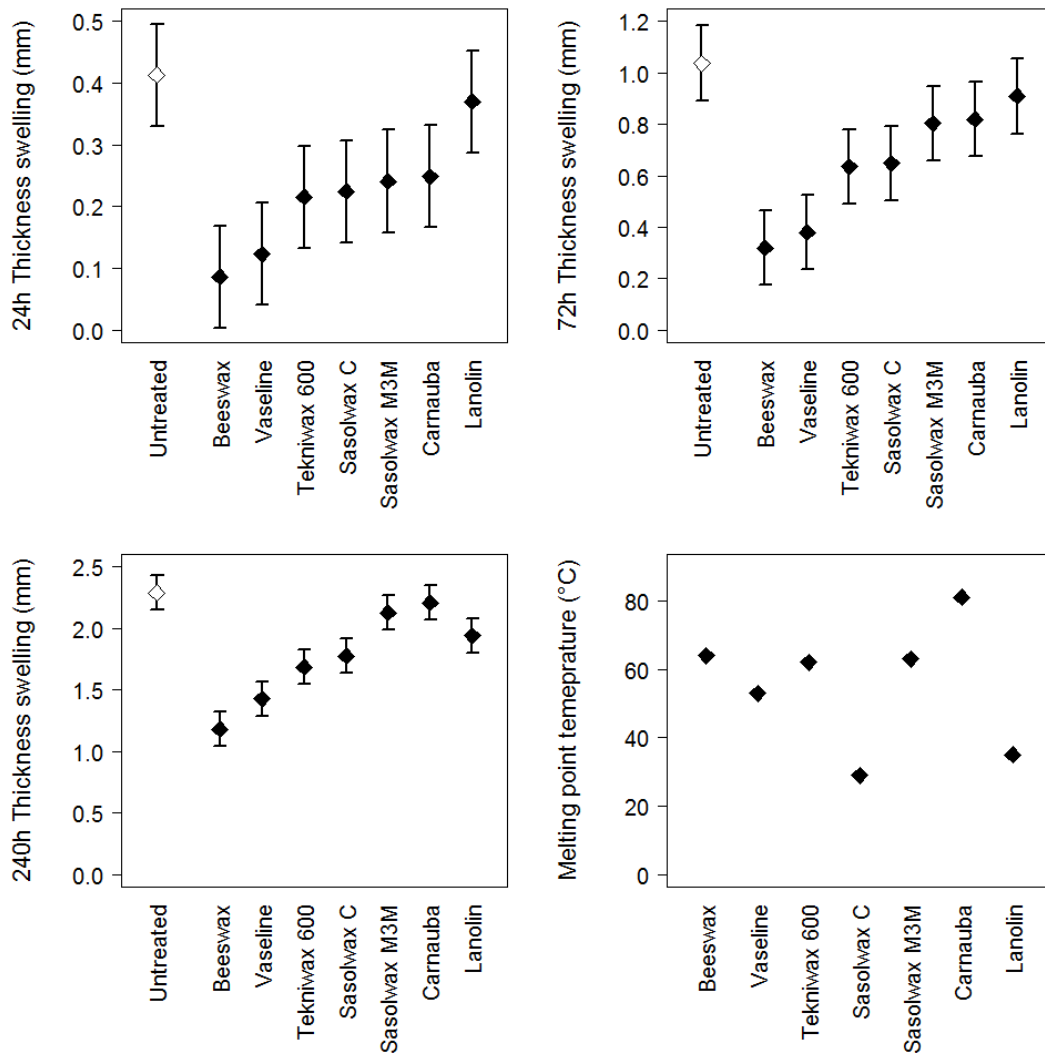 24h Thickness swelling (mm)
0.5
0.4
0.3
0.2
0.1
0.0
Untreated
Beeswax
Vaseline
Tekniwax 600
Sasolwax C
Sasolwax M3M
Carnauba
Lanolin
72h Thickness swelling (mm)
1.2
1.0
0.8
0.6
0.4
0.2
0.0
Untreated
Beeswax
Vaseline
Tekniwax 600
Sasolwax C
Sasolwax M3M
Carnauba
Lanolin
240h Thickness swelling (mm)
2.5
2.0
1.5
1.0
0.5
0.0
Untreated
Beeswax
Vaseline
Tekniwax 600
Sasolwax C
Sasolwax M3M
Carnauba
Lanolin
Melting point temeprature (°C)
80
60
40
20
0
Beeswax
Vaseline
Tekniwax 600
Sasolwax C
Sasolwax M3M
Carnauba
Lanolin